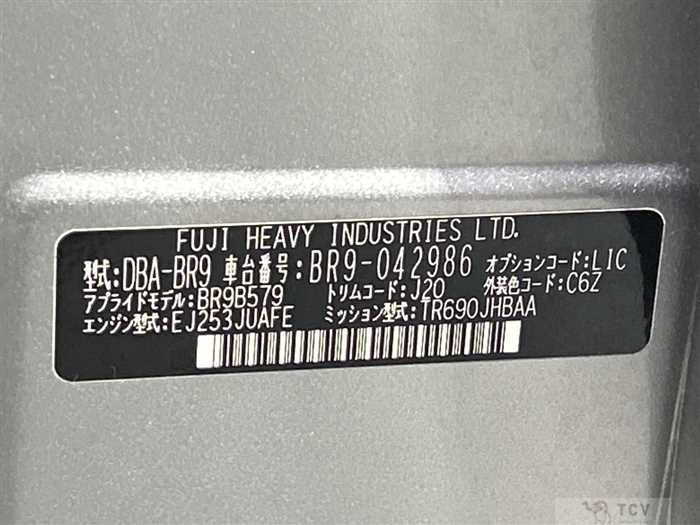 FUJI HEAVY INDUSTRIES LTD.
型式:DBA-BR9 車台番号:BR9-042986 オプションコード:LIC
アプライドモデル:BR9B579 トリムコード:J20 外装色コード:C6Z
エンジン型式:EJ253JUAFE ミッション型式:TR690JHBAA
TCV